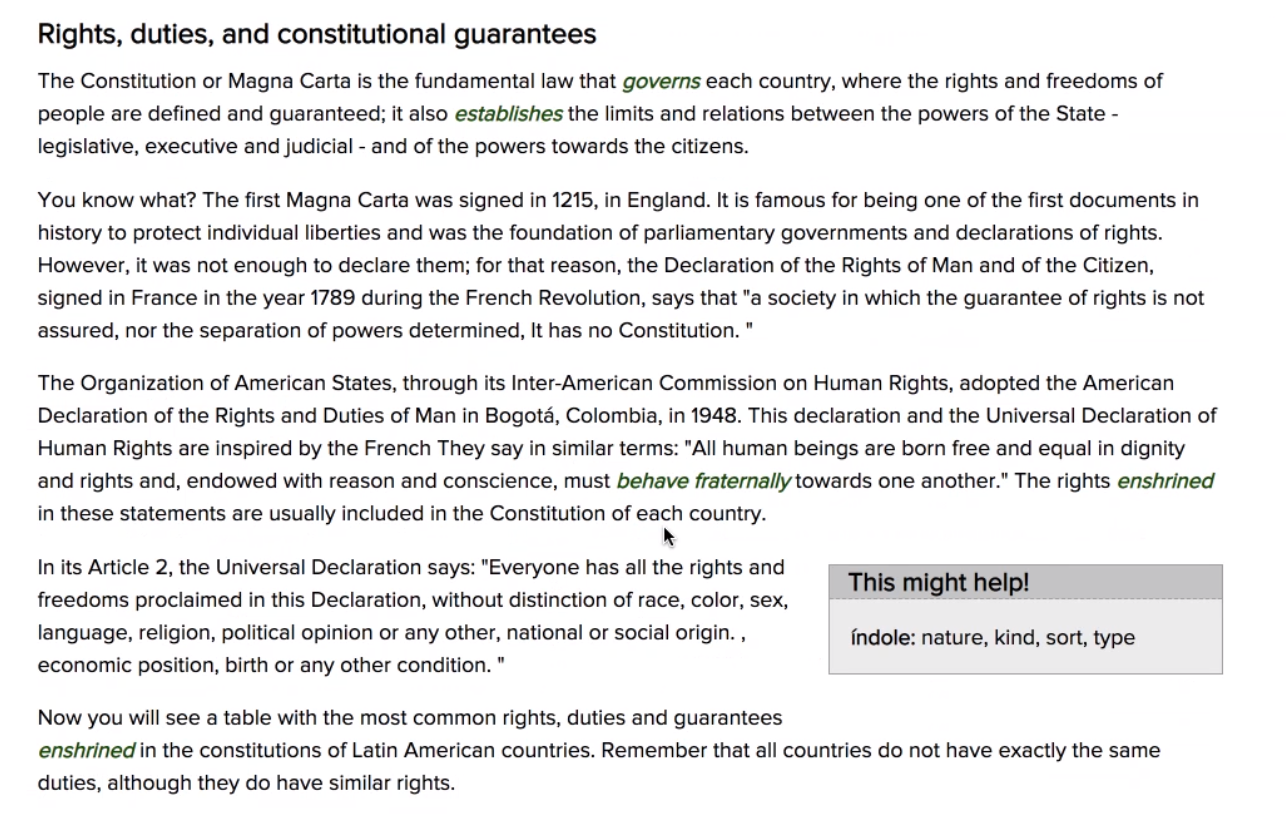 Rights, duties, and constitutional guarantees
The Constitution or Magna Carta is the fundamental law that governs each country, where the rights and freedoms of
people are defined and guaranteed; it also establishes the limits and relations between the powers of the State -
legislative, executive and judicial - and of the powers towards the citizens.
You know what? The first Magna Carta was signed in 1215, in England. It is famous for being one of the first documents in
history to protect individual liberties and was the foundation of parliamentary governments and declarations of rights.
However, it was not enough to declare them; for that reason, the Declaration of the Rights of Man and of the Citizen,
signed in France in the year 1789 during the French Revolution, says that "a society in which the guarantee of rights is not
assured, nor the separation of powers determined, It has no Constitution. "
The Organization of American States, through its Inter-American Commission on Human Rights, adopted the American
Declaration of the Rights and Duties of Man in Bogotá, Colombia, in 1948. This declaration and the Universal Declaration of
Human Rights are inspired by the French They say in similar terms: "All human beings are born free and equal in dignity
and rights and, endowed with reason and conscience, must behave fraternally towards one another." The rights enshrined
in these statements are usually included in the Constitution of each country.
In its Article 2, the Universal Declaration says: "Everyone has all the rights and
freedoms proclaimed in this Declaration, without distinction of race, color, sex,
language, religion, political opinion or any other, national or social origin. ,
economic position, birth or any other condition. "
This might help!
índole: nature, kind, sort, type
Now you will see a table with the most common rights, duties and guarantees
enshrined in the constitutions of Latin American countries. Remember that all countries do not have exactly the same
duties, although they do have similar rights.